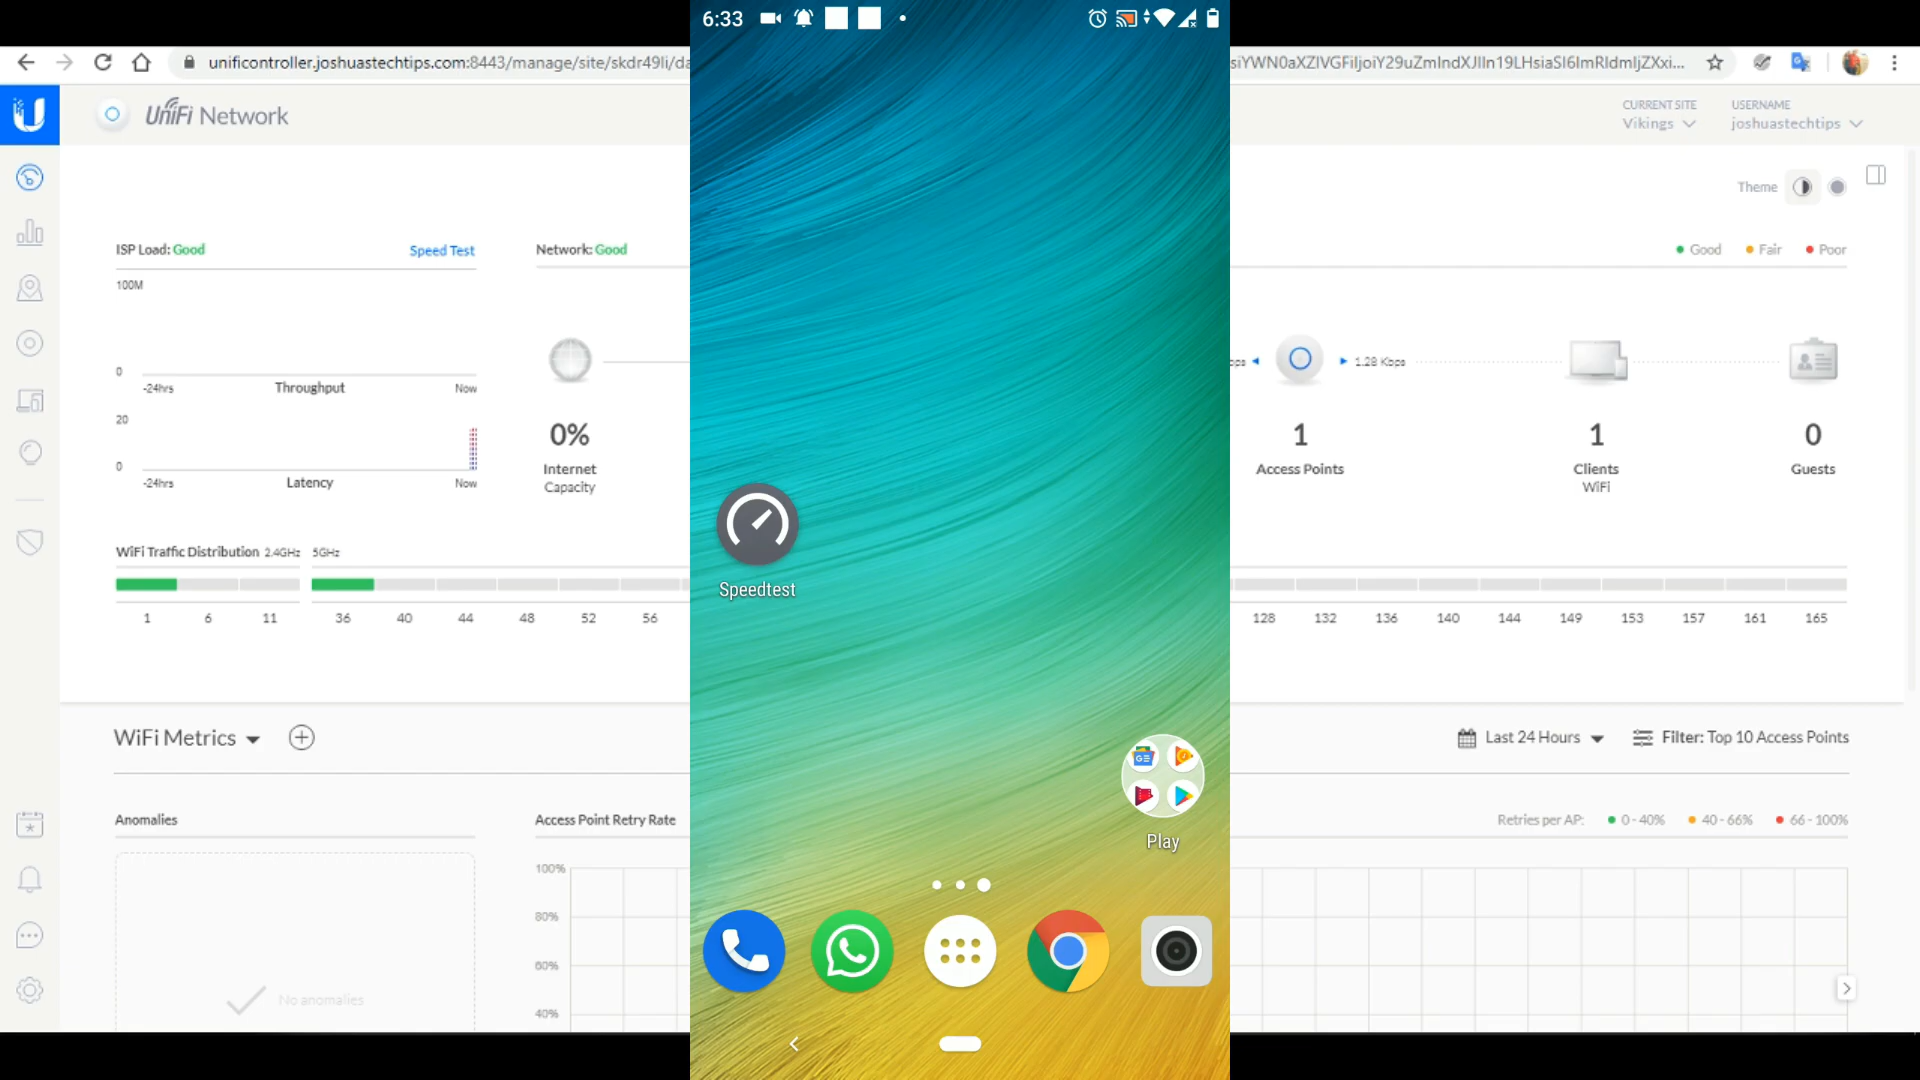 6:33
unificontroller.joshuastechtips.com:8443/manage/site/skdr49li/da
UniFi Network
CURRENT SITE
Vikings
USERNAME
joshuastechtips
Theme
ISP Load: Good
Speed Test
Network: Good
Good
Fair
Poor
100M
0
-24hrs
Throughput
Now
20
0
-24hrs
Latency
Now
0%
Internet
Capacity
1.28 Kbps
1
Access Points
1
Clients
WiFi
0
Guests
WiFi Traffic Distribution 2.4GHz 5GHz
1 6 11 36 40 44 48 52 56
128 132 136 140 144 149 153 157 161 165
Speedtest
GE
Play
WiFi Metrics
Last 24 Hours
Filter: Top 10 Access Points
Anomalies
No anomalies
Access Point Retry Rate
Retries per AP:
0 - 40%
40 - 66%
66 - 100%
100%
80%
60%
40%